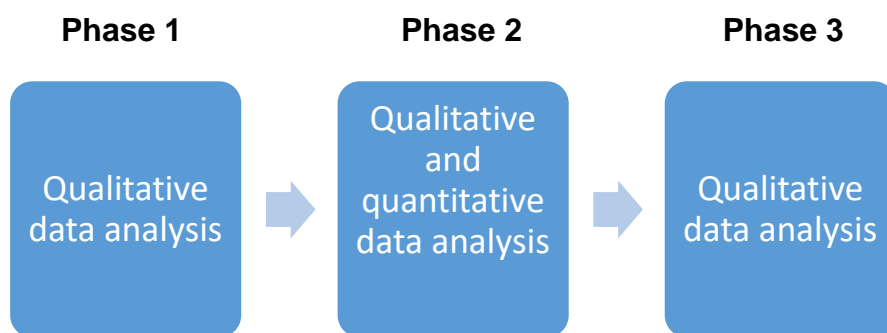 Phase 1
Phase 2
Phase 3
Qualitative
data analysis
Qualitative
and
quantitative
data analysis
Qualitative
data analysis